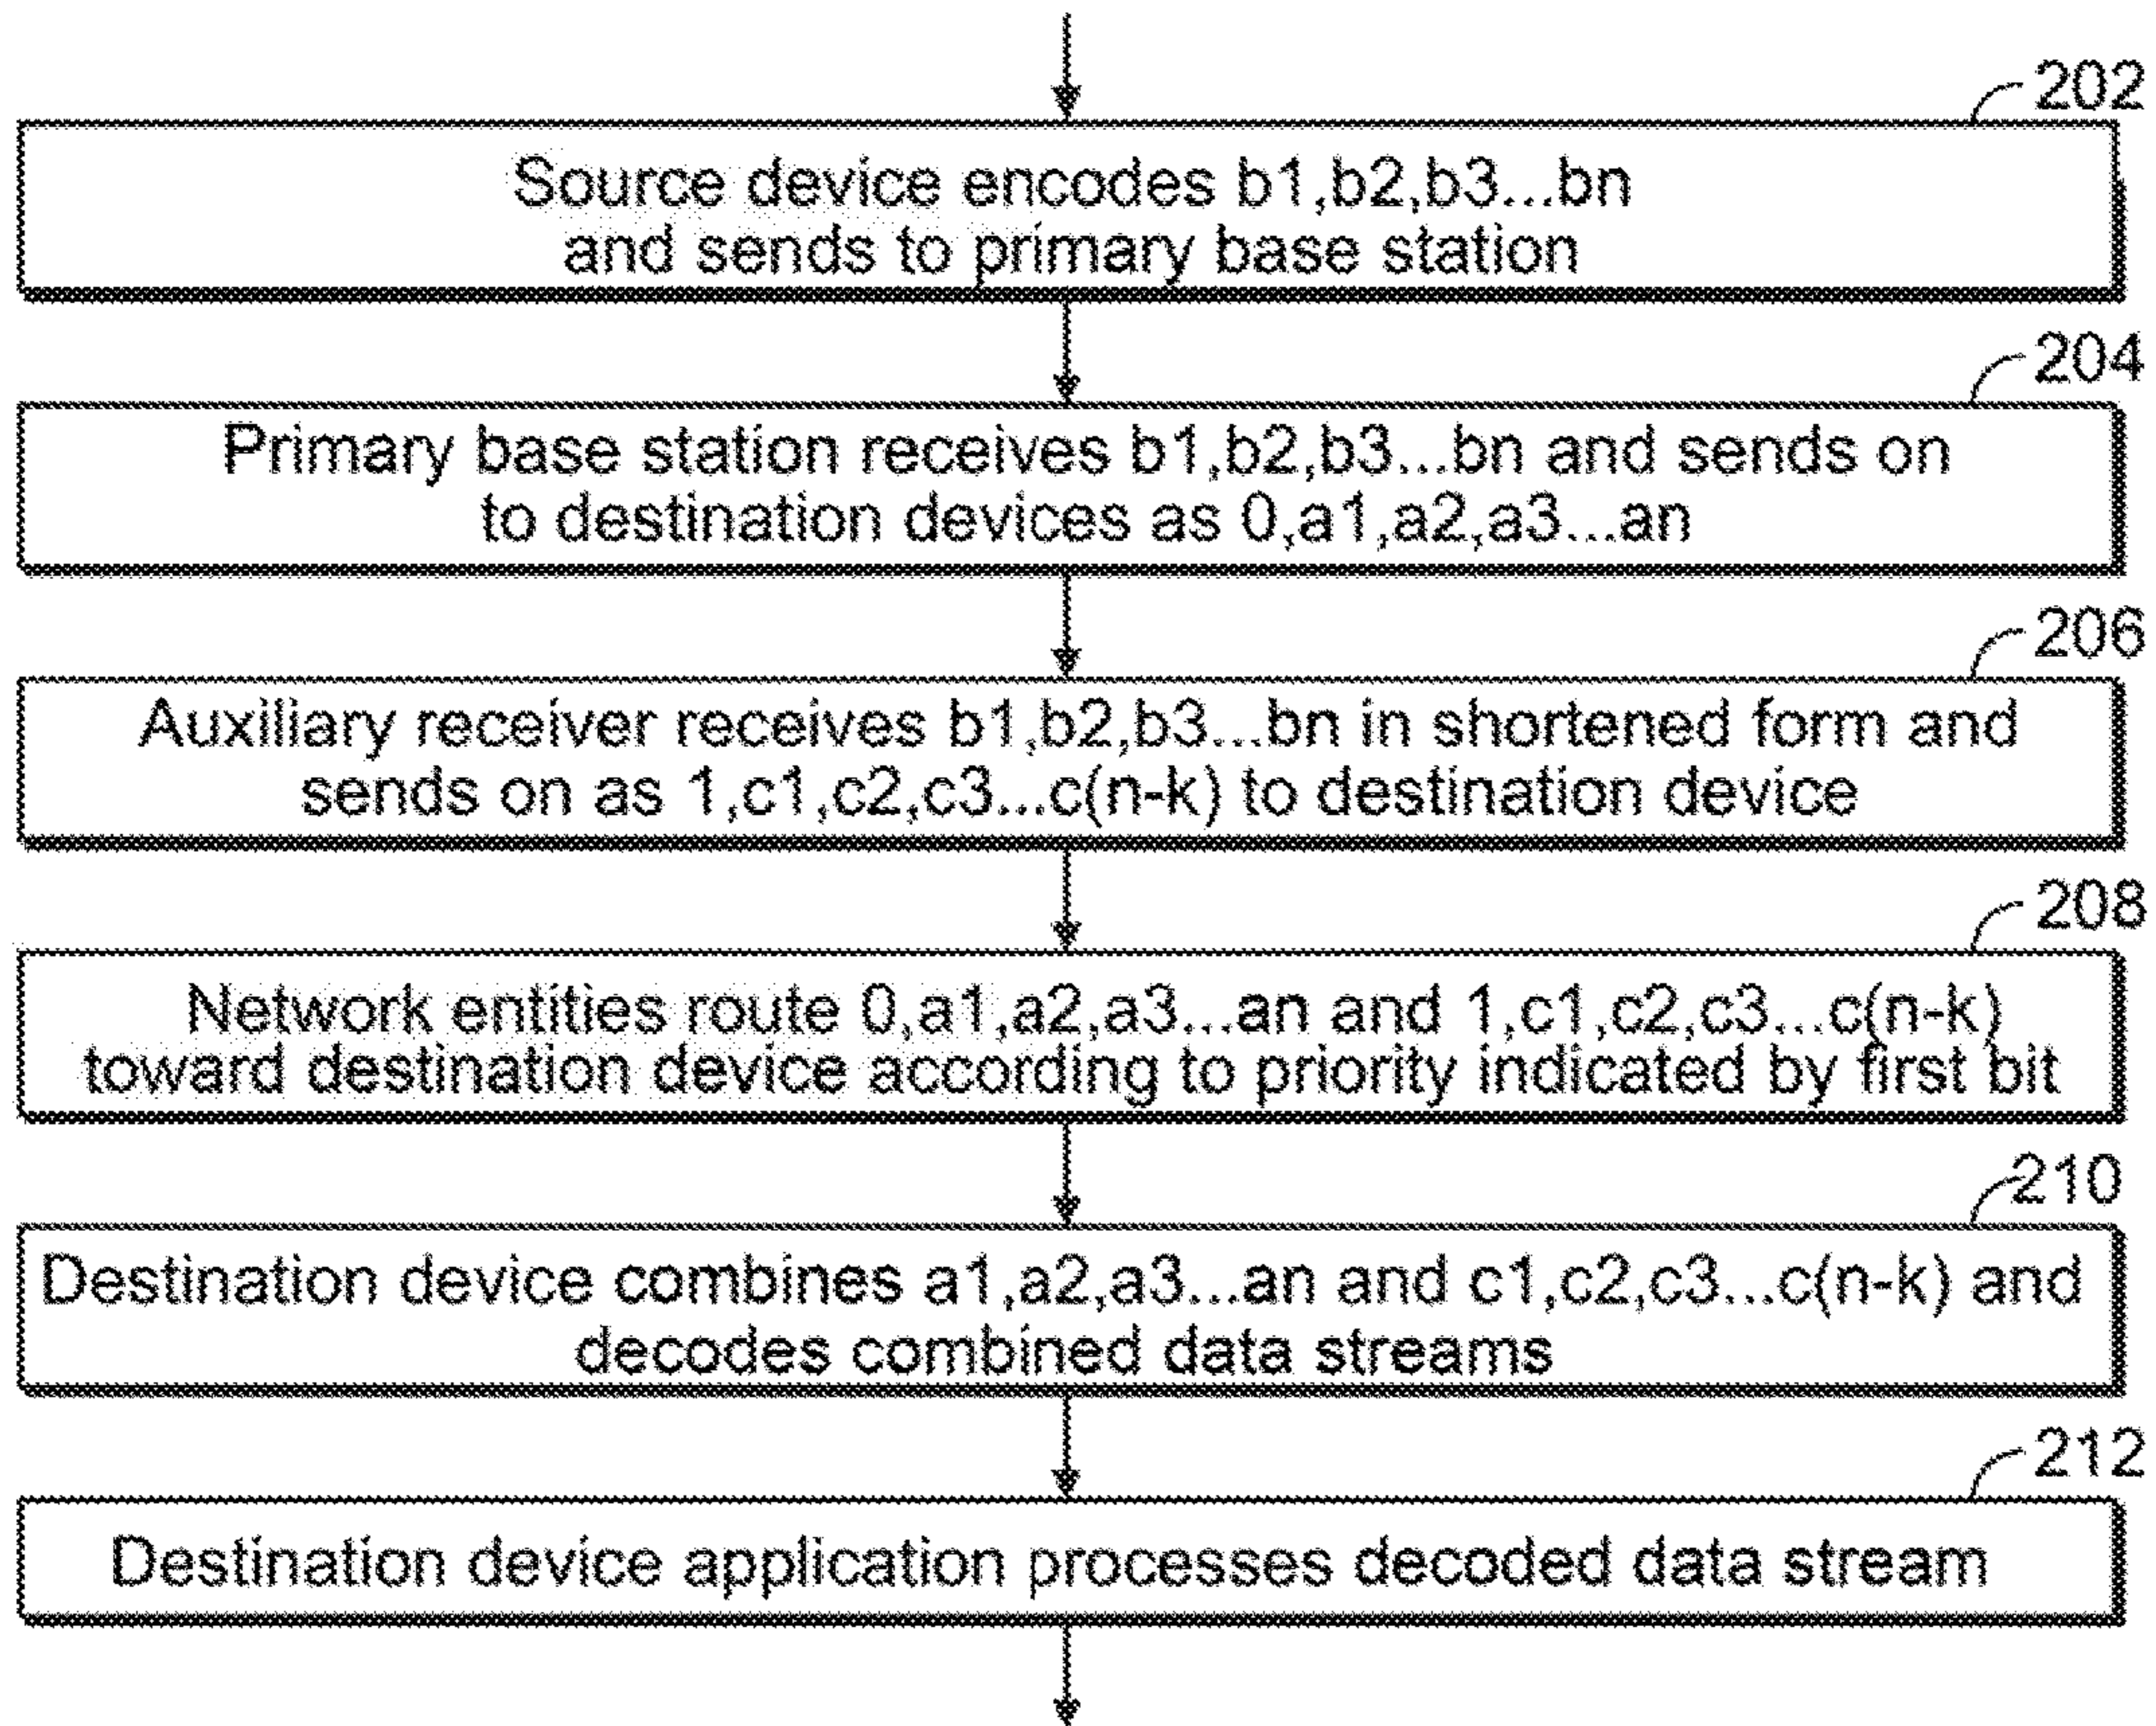 202
Source device encodes b1,b2,b3...bn
and sends to primary base station
204
Primary base station receives b1,b2,b3...bn and sends on
to destination devices as 0,a1,a2,a3...an
206
Auxiliary receiver receives b1,b2,b3...bn in shortened form and
sends on as 1,c1,c2,c3...c(n-k) to destination device
208
Network entities route 0,a1,a2,a3...an and 1,c1,c2,c3...c(n-k)
toward destination device according to priority indicated by first bit
210
Destination device combines a1,a2,a3...an and c1,c2,c3...c(n-k) and
decodes combined data streams
212
Destination device application processes decoded data stream